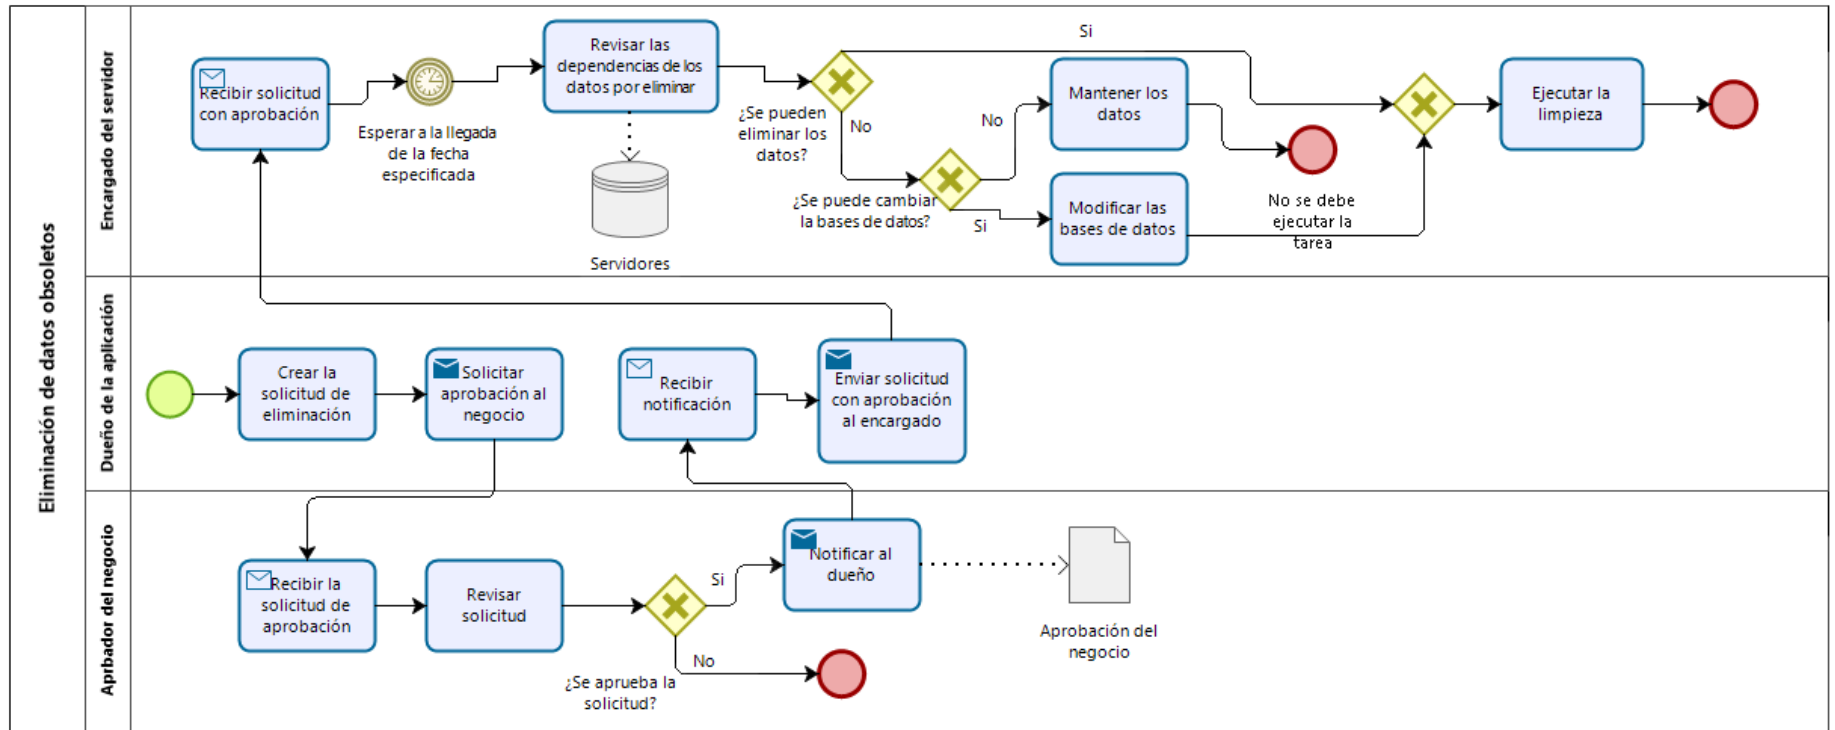 Eliminación de datos obsoletos
Encargado del servidor
Recibir solicitud
con aprobación
Esperar a la llegada
de la fecha
especificada
Revisar las
dependencias de los
datos por eliminar
Servidores
¿Se pueden
eliminar los
datos?
Si
No
¿Se puede cambiar
la bases de datos?
No
Si
Mantener los
datos
Modificar las
bases de datos
No se debe
ejecutar la
tarea
Ejecutar la
limpieza
Dueño de la aplicación
Crear la
solicitud de
eliminación
Solicitar
aprobación al
negocio
Recibir
notificación
Enviar solicitud
con aprobación
al encargado
Aprbador del negocio
Recibir la
solicitud de
aprobación
Revisar
solicitud
¿Se aprueba la
solicitud?
Si
No
Notificar al
dueño
Aprobación del
negocio